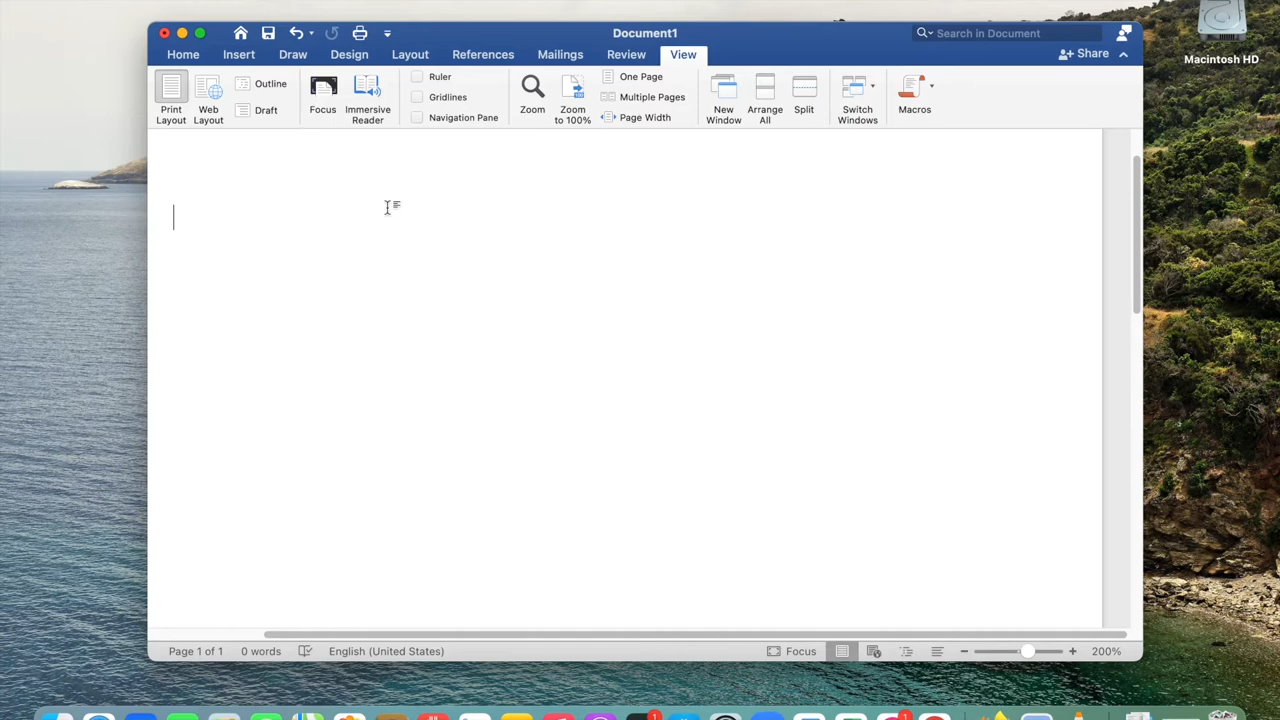 Document1
Search in Document
Macintosh HD
Home Insert Draw Design Layout References Mailings Review View
Share
Print Layout
Web Layout
Outline
Draft
Focus
Immersive Reader
Ruler
Gridlines
Navigation Pane
Zoom
Zoom to 100%
One Page
Multiple Pages
Page Width
New Window
Arrange All
Split
Switch Windows
Macros
Page 1 of 1 0 words English (United States) Focus 200%
1
1